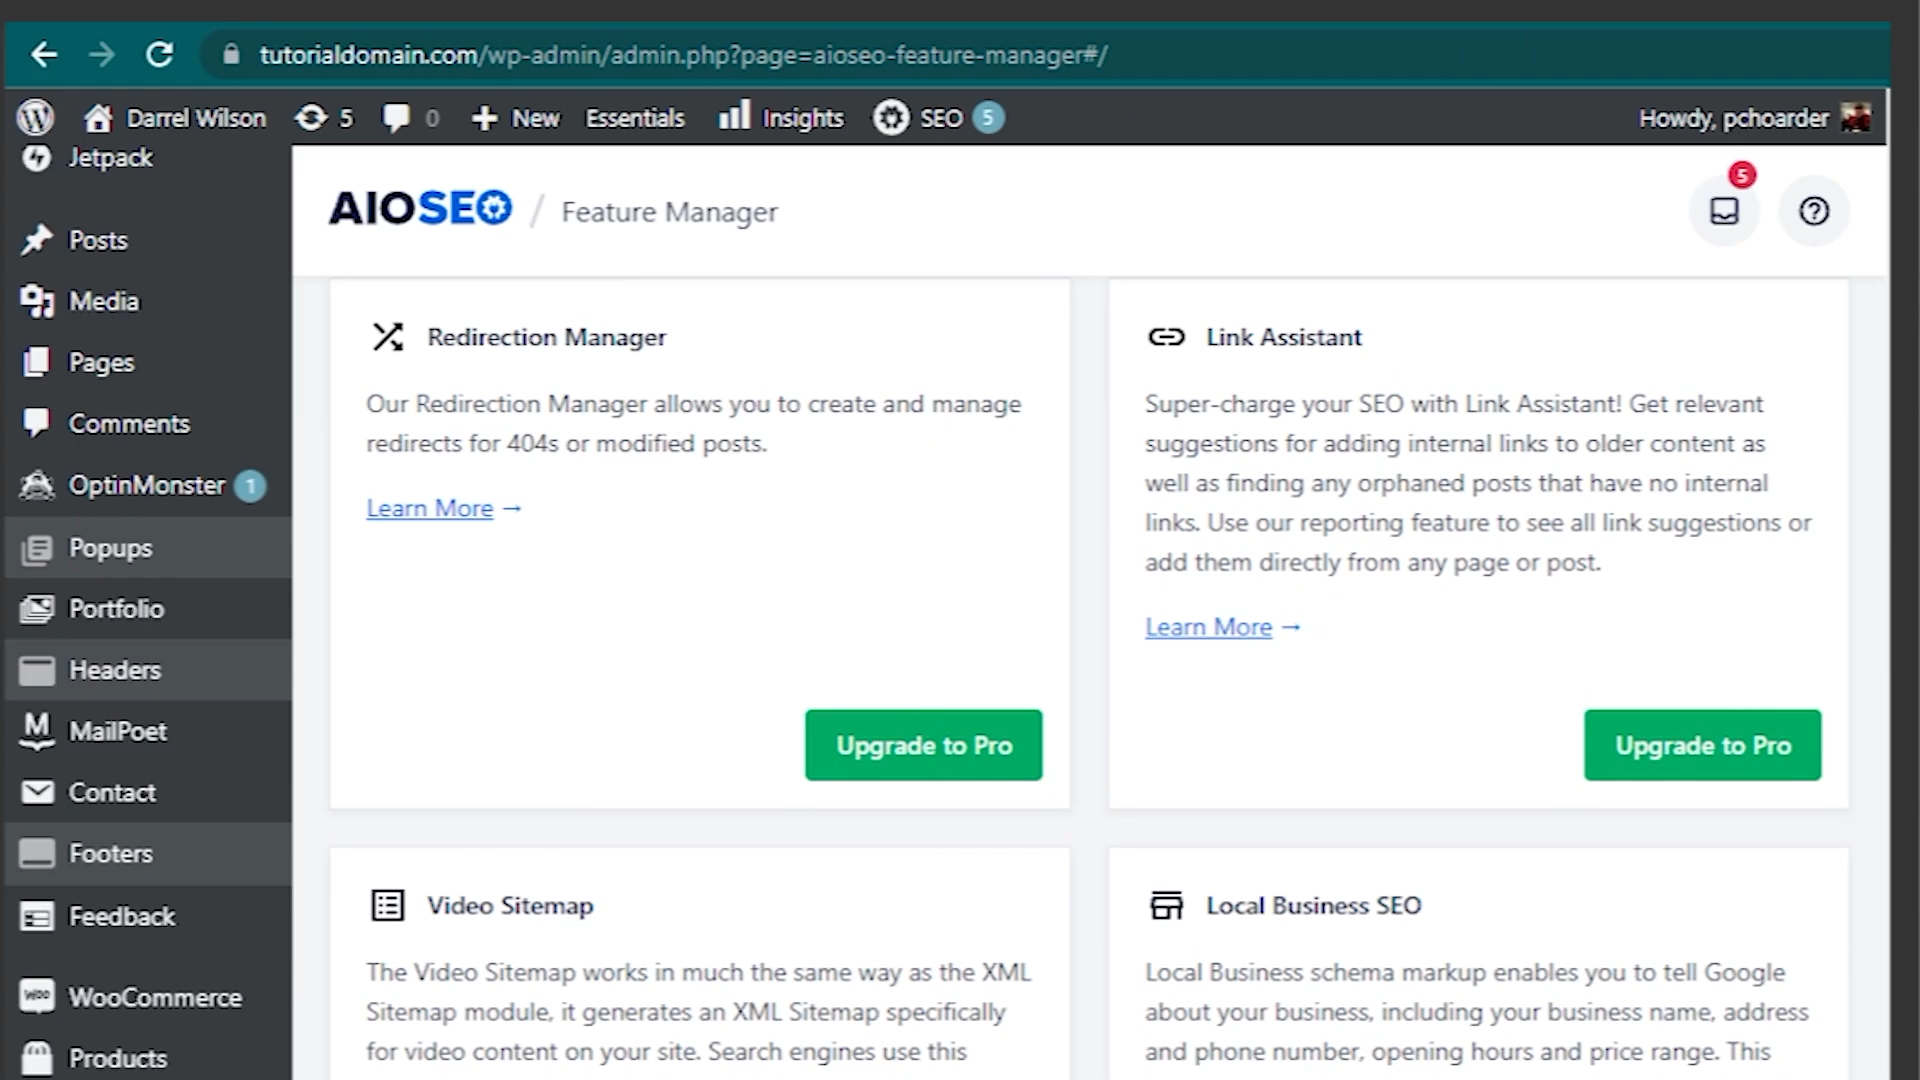 tutorialdomain.com/wp-admin/admin.php?page=aioseo-feature-manager#/
Darrel Wilson 5 0 New Essentials Insights SEO 5 Howdy, pchoarder
Jetpack
Posts
Media
Pages
Comments
OptinMonster 1
Popups
Portfolio
Headers
MailPoet
Contact
Footers
Feedback
WooCommerce
Products
AIOSEO / Feature Manager
5
Redirection Manager
Our Redirection Manager allows you to create and manage
redirects for 404s or modified posts.
Learn More →
Upgrade to Pro
Link Assistant
Super-charge your SEO with Link Assistant! Get relevant
suggestions for adding internal links to older content as
well as finding any orphaned posts that have no internal
links. Use our reporting feature to see all link suggestions or
add them directly from any page or post.
Learn More →
Upgrade to Pro
Video Sitemap
The Video Sitemap works in much the same way as the XML
Sitemap module, it generates an XML Sitemap specifically
for video content on your site. Search engines use this
Local Business SEO
Local Business schema markup enables you to tell Google
about your business, including your business name, address
and phone number, opening hours and price range. This